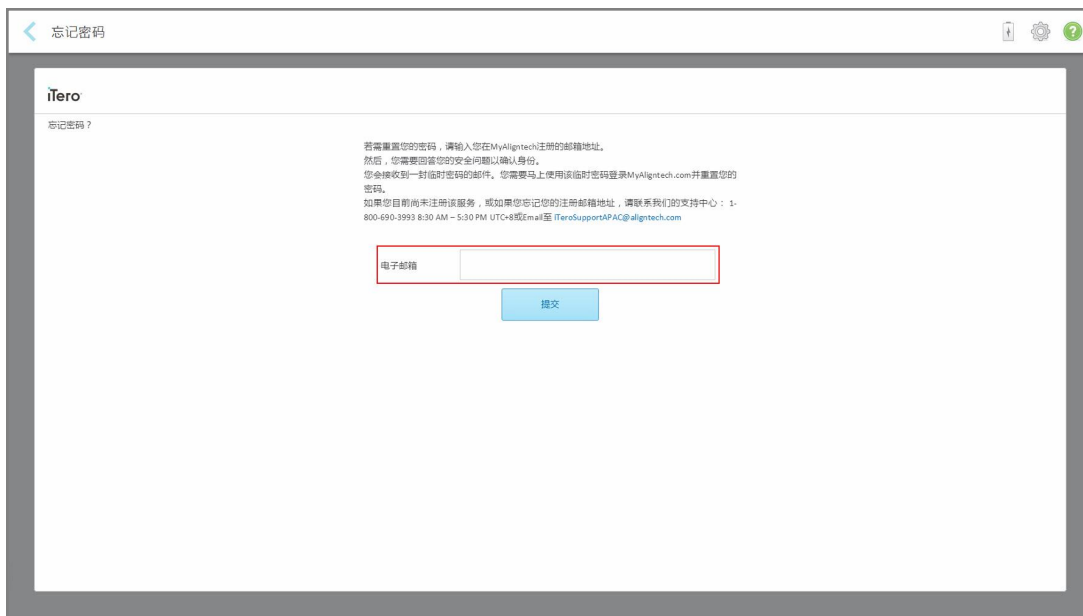 忘记密码
iTero
忘记密码？
若需重置您的密码，请输入您在MyAligntech注册的邮箱地址。
然后，您需要回答您的安全问题以确认身份。
您会接收到一封临时密码的邮件。您需要马上使用该临时密码登录MyAligntech.com并重置您的
密码。
如果您目前尚未注册该服务，或如果您忘记您的注册邮箱地址，请联系我们的支持中心： 1-
800-690-3993 8:30 AM – 5:30 PM UTC+8或Email至 iTeroSupportAPAC@aligntech.com
电子邮箱
提交